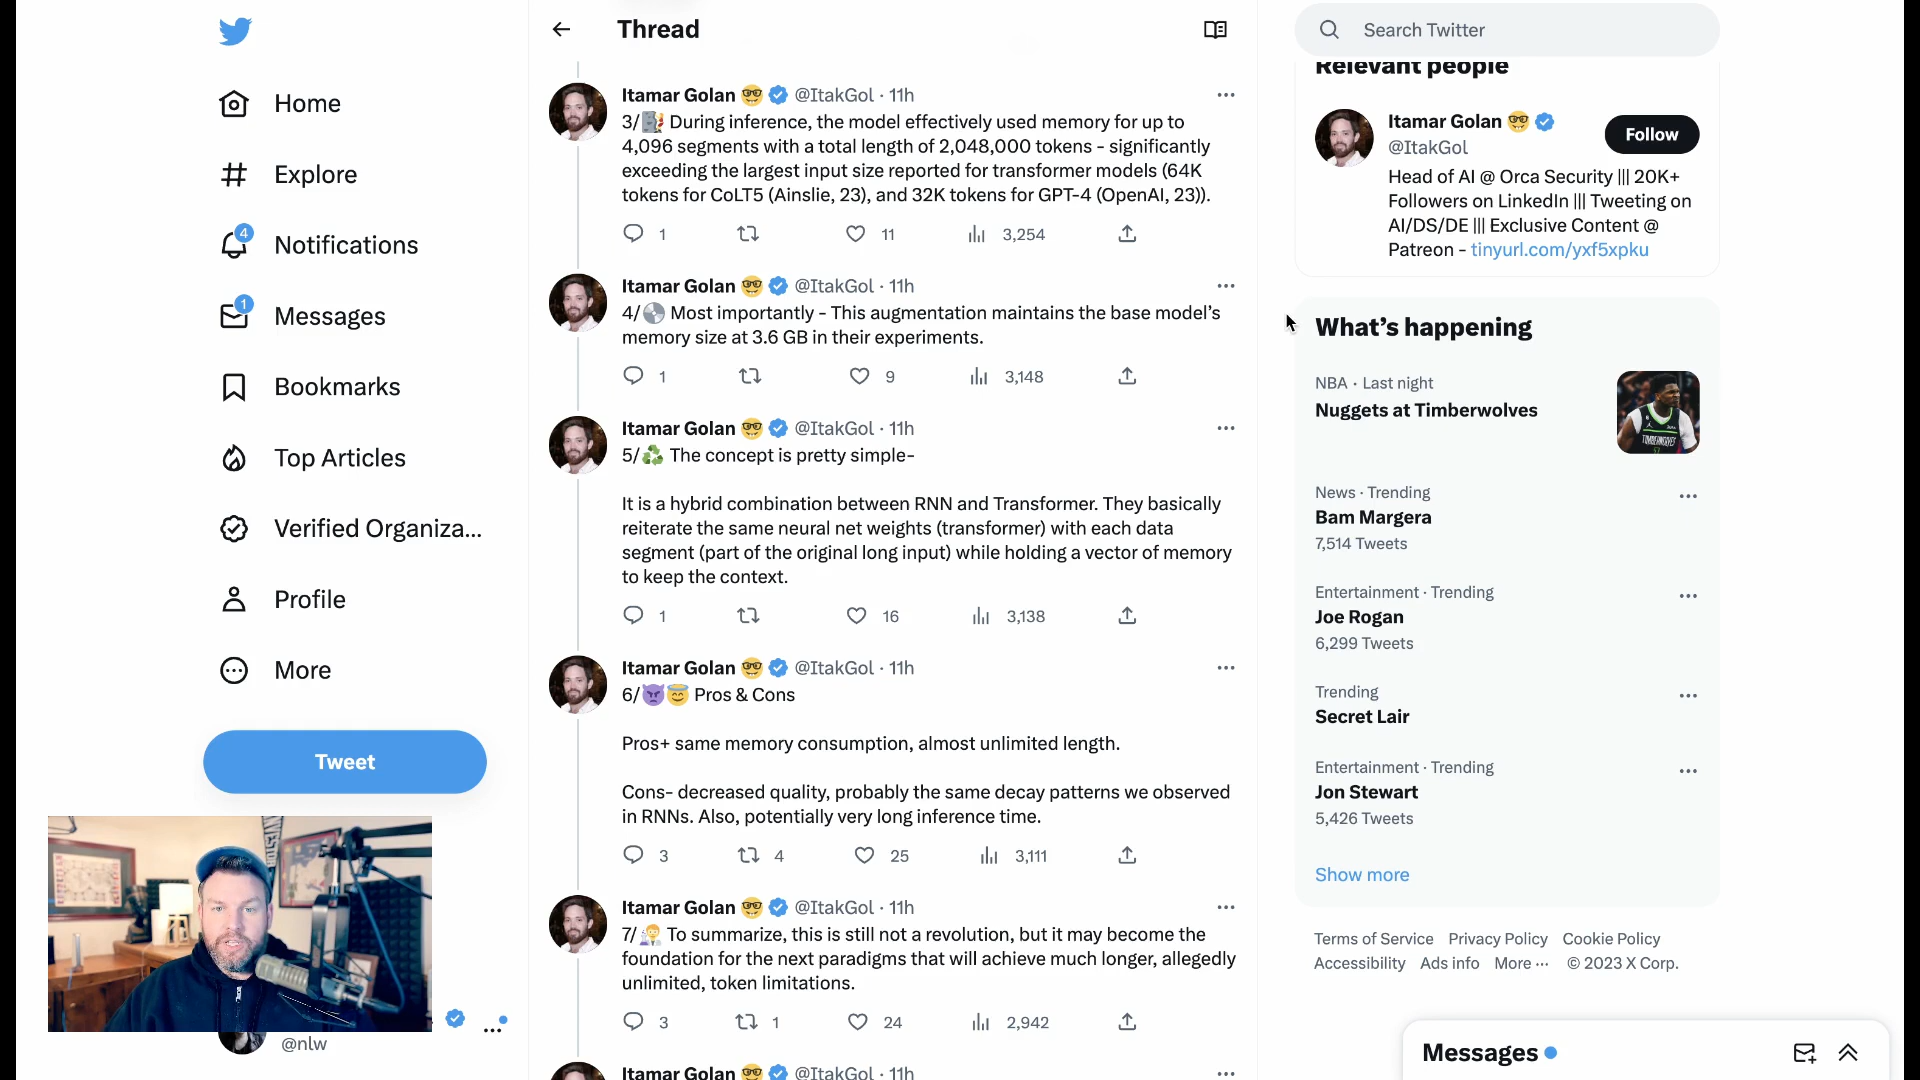 Home
Explore
4
Notifications
1
Messages
Bookmarks
Top Articles
Verified Organiza...
Profile
More
Tweet
@nlw
Thread
Itamar Golan @ItakGol · 11h
3/ During inference, the model effectively used memory for up to
4,096 segments with a total length of 2,048,000 tokens - significantly
exceeding the largest input size reported for transformer models (64K
tokens for CoLT5 (Ainslie, 23), and 32K tokens for GPT-4 (OpenAI, 23)).
1 11 3,254
Itamar Golan @ItakGol · 11h
4/ Most importantly - This augmentation maintains the base model’s
memory size at 3.6 GB in their experiments.
1 9 3,148
Itamar Golan @ItakGol · 11h
5/ The concept is pretty simple-
It is a hybrid combination between RNN and Transformer. They basically
reiterate the same neural net weights (transformer) with each data
segment (part of the original long input) while holding a vector of memory
to keep the context.
1 16 3,138
Itamar Golan @ItakGol · 11h
6/ Pros & Cons
Pros+ same memory consumption, almost unlimited length.
Cons- decreased quality, probably the same decay patterns we observed
in RNNs. Also, potentially very long inference time.
3 4 25 3,111
Itamar Golan @ItakGol · 11h
7/ To summarize, this is still not a revolution, but it may become the
foundation for the next paradigms that will achieve much longer, allegedly
unlimited, token limitations.
3 1 24 2,942
Itamar Golan @ItakGol · 11h
Search Twitter
Relevant people
Itamar Golan
@ItakGol
Follow
Head of AI @ Orca Security ||| 20K+
Followers on LinkedIn ||| Tweeting on
AI/DS/DE ||| Exclusive Content @
Patreon - tinyurl.com/yxf5xpku
What’s happening
NBA · Last night
Nuggets at Timberwolves
News · Trending
Bam Margera
7,514 Tweets
Entertainment · Trending
Joe Rogan
6,299 Tweets
Trending
Secret Lair
Entertainment · Trending
Jon Stewart
5,426 Tweets
Show more
Terms of Service Privacy Policy Cookie Policy
Accessibility Ads info More ··· © 2023 X Corp.
Messages